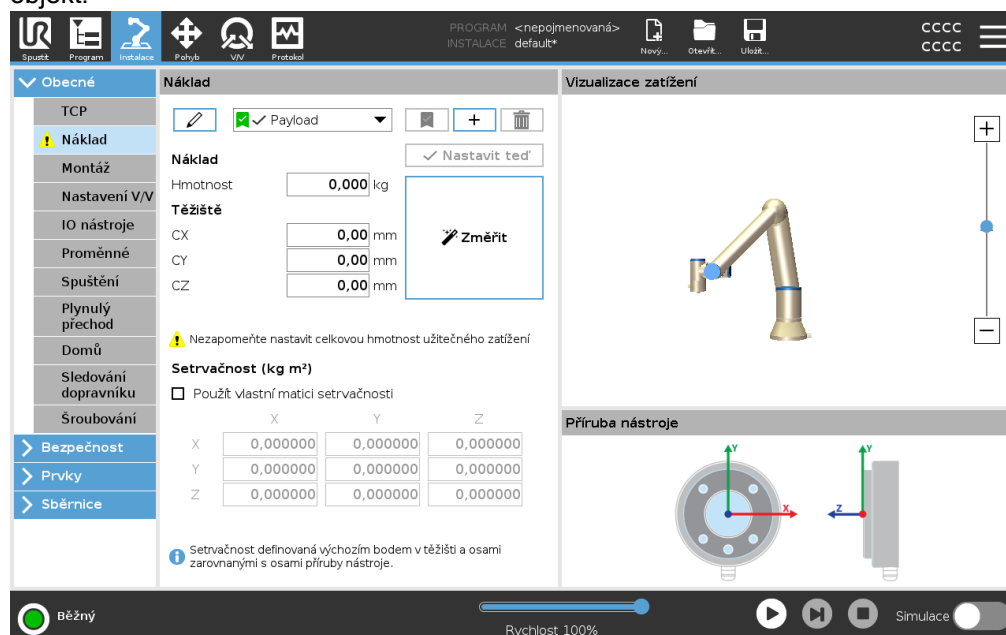 objekt.
UR
PROGRAM <nepojmenovaná>
INSTALACE default*
Spustit Program Instalace Pohyb V/V Protokol
Nový... Otevřít... Uložit...
CCCC
CCCC
Obecné
TCP
Náklad
Montáž
Nastavení V/V
IO nástroje
Proměnné
Spuštění
Plynulý
přechod
Domů
Sledování
dopravníku
Šroubování
Bezpečnost
Prvky
Sběrnice
Náklad
Payload
+
Nastavit teď
Náklad
Hmotnost 0,000 kg
Těžiště
CX 0,00 mm
CY 0,00 mm
CZ 0,00 mm
Změřit
Nezapomeňte nastavit celkovou hmotnost užitečného zatížení
Setrvačnost (kg m²)
Použít vlastní matici setrvačnosti
X Y Z
X 0,000000 0,000000 0,000000
Y 0,000000 0,000000 0,000000
Z 0,000000 0,000000 0,000000
Setrvačnost definovaná výchozím bodem v těžišti a osami
zarovnanými s osami příruby nástroje.
Vizualizace zatížení
Příruba nástroje
Y Y
X Z
Běžný
Rychlost 100%
Simulace